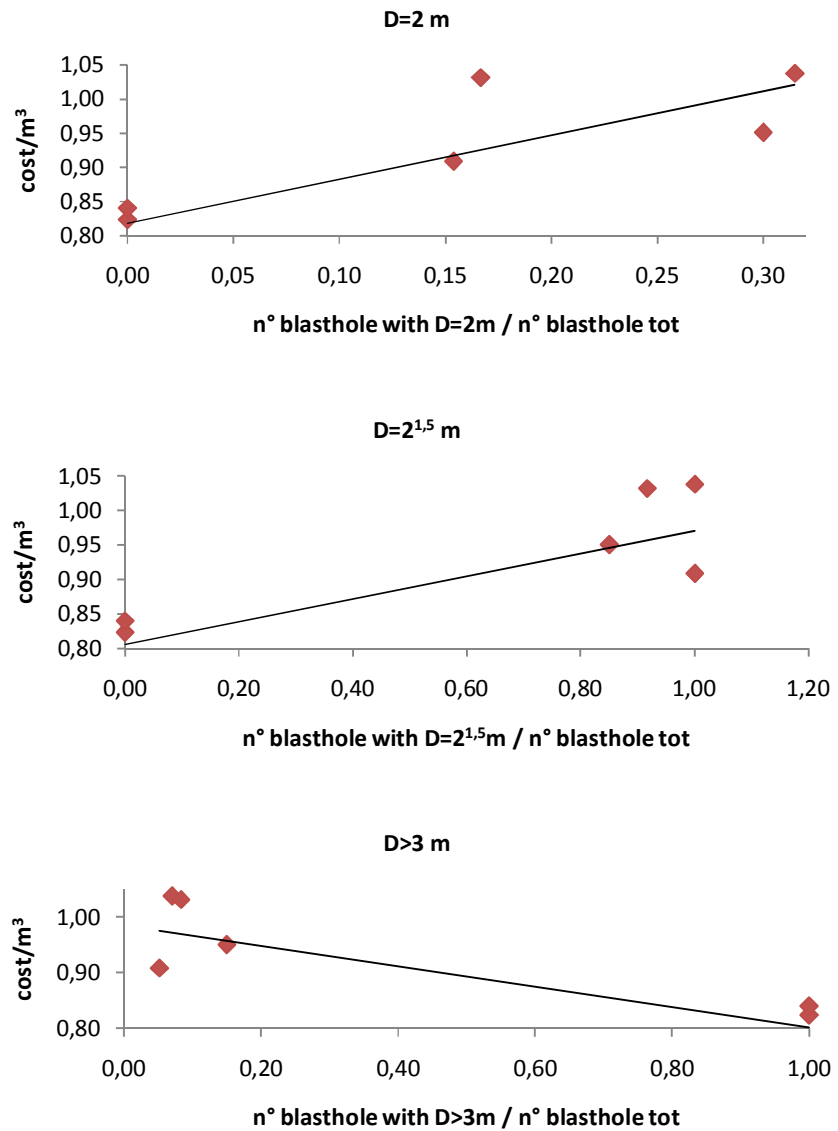 D=2 m
1,05
1,00
0,95
0,90
0,85
0,80
cost/m³
0,00 0,05 0,10 0,15 0,20 0,25 0,30
n° blasthole with D=2m / n° blasthole tot
D=2¹,⁵ m
1,05
1,00
0,95
0,90
0,85
0,80
cost/m³
0,00 0,20 0,40 0,60 0,80 1,00 1,20
n° blasthole with D=2¹,⁵m / n° blasthole tot
D>3 m
1,00
0,90
0,80
cost/m³
0,00 0,20 0,40 0,60 0,80 1,00
n° blasthole with D>3m / n° blasthole tot